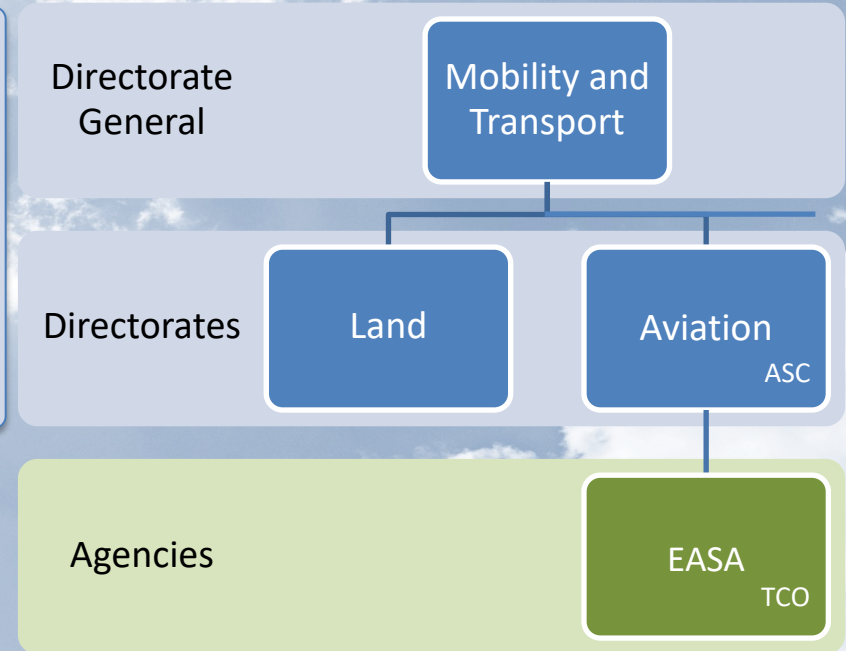 Directorate
General
Mobility and
Transport
Directorates
Land
Aviation
ASC
Agencies
EASA
TCO